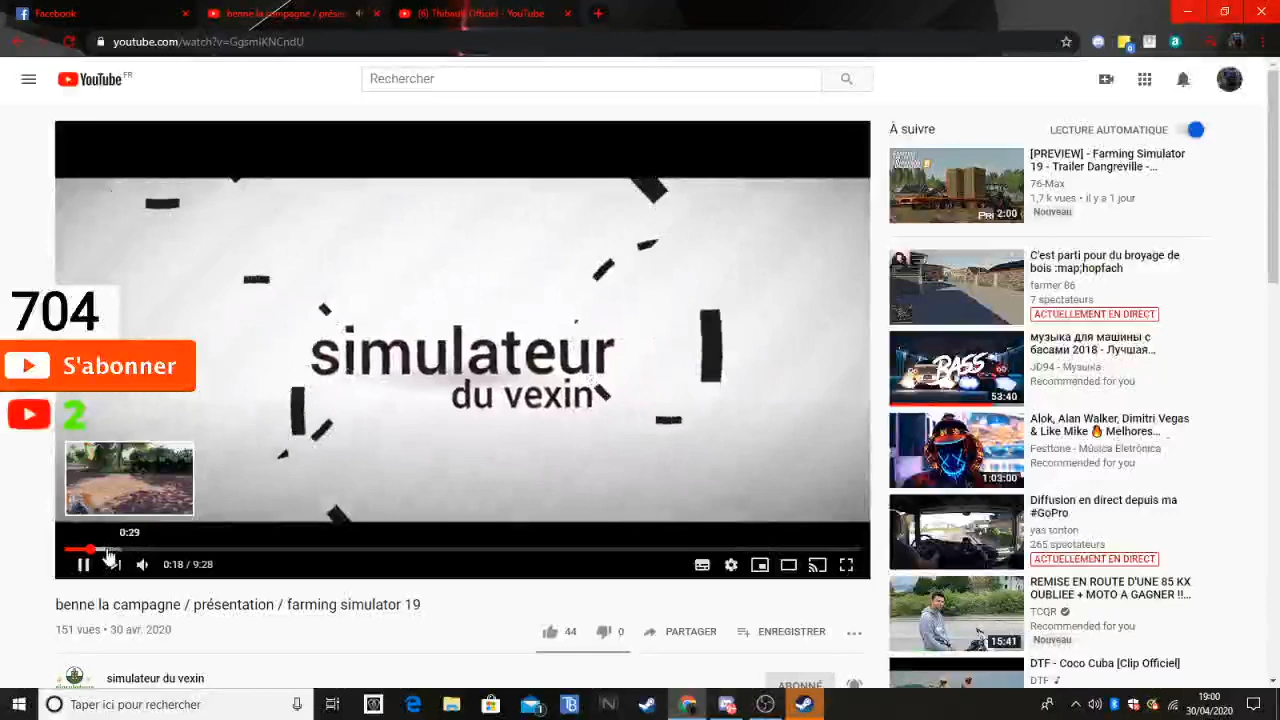 Facebook
benne la campagne / présen
(6) Thibault Officiel - YouTube
youtube.com/watch?v=GgsmIKNCndU
YouTube FR
Rechercher
simulateur
du vexin
704
S'abonner
2
0:29
0:18 / 9:28
benne la campagne / présentation / farming simulator 19
151 vues • 30 avr. 2020
44
0
PARTAGER
ENREGISTRER
simulateur du vexin
ABONNÉ
À suivre
LECTURE AUTOMATIQUE
[PREVIEW] - Farming Simulator
19 - Trailer Dangreville -...
76-Max
1,7 k vues • il y a 1 jour
Nouveau
2:00
C'est parti pour du broyage de
bois :map;hopfach
farmer 86
7 spectateurs
ACTUELLEMENT EN DIRECT
музыка для машины с
басами 2018 - Лучшая...
JD94 - Музыка
Recommended for you
BASS
53:40
Alok, Alan Walker, Dimitri Vegas
& Like Mike 🔥 Melhores...
Festtone - Música Eletrônica
Recommended for you
1:03:00
Diffusion en direct depuis ma
#GoPro
yas tonton
265 spectateurs
ACTUELLEMENT EN DIRECT
REMISE EN ROUTE D'UNE 85 KX
OUBLIEE + MOTO A GAGNER !!...
TCQR
Recommended for you
Nouveau
15:41
DTF - Coco Cuba [Clip Officiel]
DTF
Taper ici pour rechercher
19:00
30/04/2020